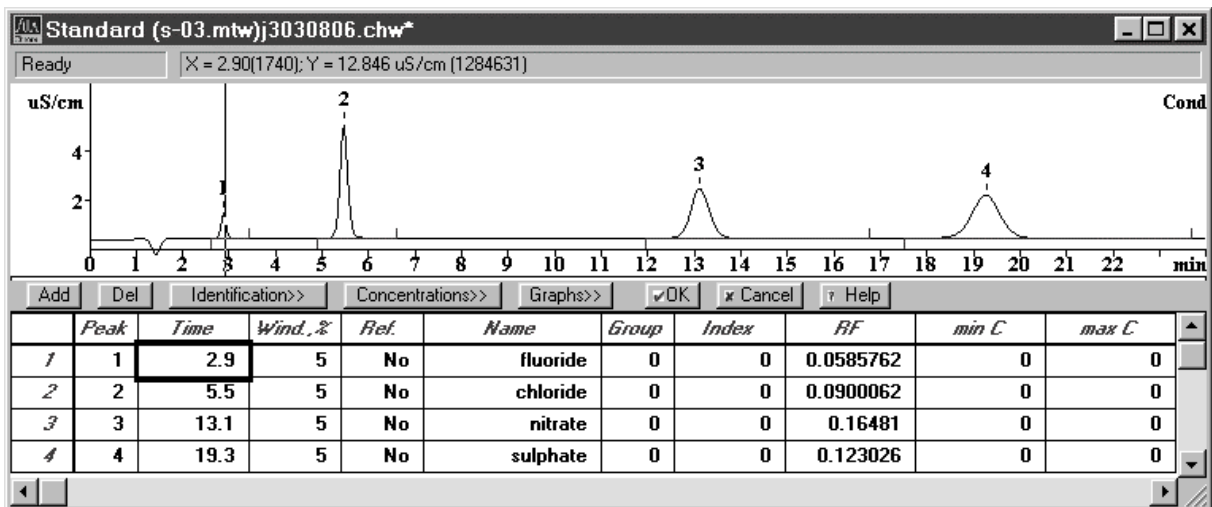 Standard (s-03.mtw)j3030806.chw*
Ready X = 2.90(1740); Y = 12.846 uS/cm (1284631)
uS/cm 2 Cond
4
3 4
1
2
0 1 2 3 4 5 6 7 8 9 10 11 12 13 14 15 16 17 18 19 20 21 22 min
Add Del Identification>> Concentrations>> Graphs>> OK Cancel ? Help
Peak Time Wind.,% Ref. Name Group Index RF min C max C
1 1 2.9 5 No fluoride 0 0 0.0585762 0 0
2 2 5.5 5 No chloride 0 0 0.0900062 0 0
3 3 13.1 5 No nitrate 0 0 0.16481 0 0
4 4 19.3 5 No sulphate 0 0 0.123026 0 0